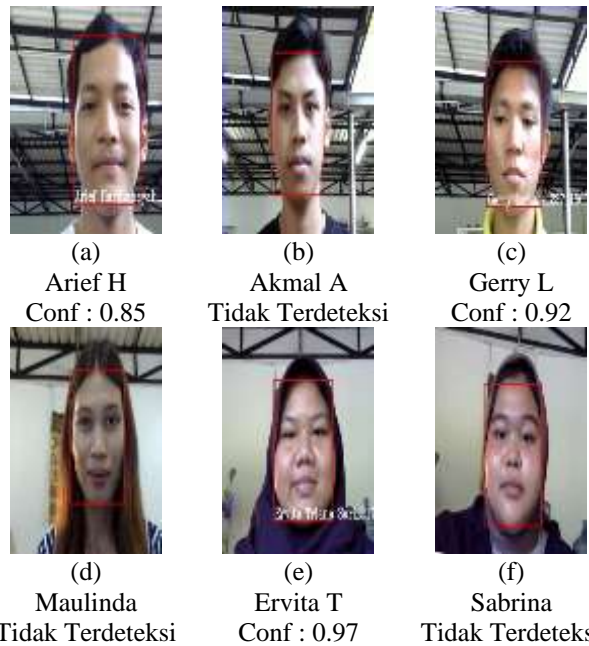 (a)
Arief H
Conf : 0.85
(b)
Akmal A
Tidak Terdeteksi
(c)
Gerry L
Conf : 0.92
(d)
Maulinda
Tidak Terdeteksi
(e)
Ervita T
Conf : 0.97
(f)
Sabrina
Tidak Terdeteks